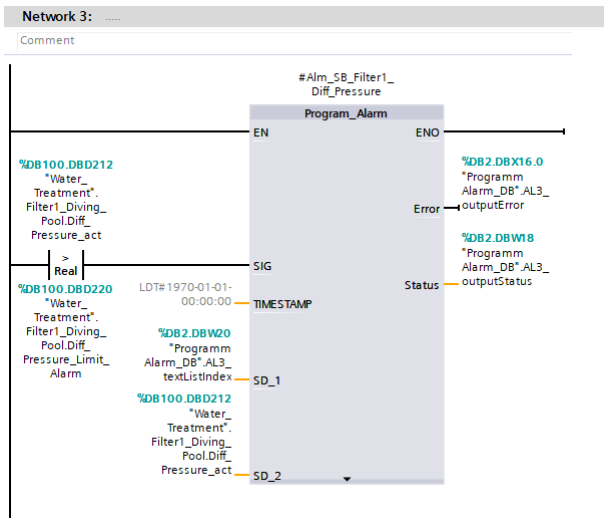 Network 3: .....
Comment
#Alm_SB_Filter1_
Diff_Pressure
Program_Alarm
EN
ENO
%DB100.DBD212
"Water_
Treatment".
Filter1_Diving_
Pool.Diff_
Pressure_act
>
Real
%DB100.DBD220
"Water_
Treatment".
Filter1_Diving_
Pool.Diff_
Pressure_Limit_
Alarm
SIG
LDT#1970-01-01-
00:00:00
TIMESTAMP
%DB2.DBW20
"Programm
Alarm_DB".AL3_
textListIndex
SD_1
%DB100.DBD212
"Water_
Treatment".
Filter1_Diving_
Pool.Diff_
Pressure_act
SD_2
%DB2.DBX16.0
"Programm
Alarm_DB".AL3_
outputError
Error
%DB2.DBW18
"Programm
Alarm_DB".AL3_
outputStatus
Status